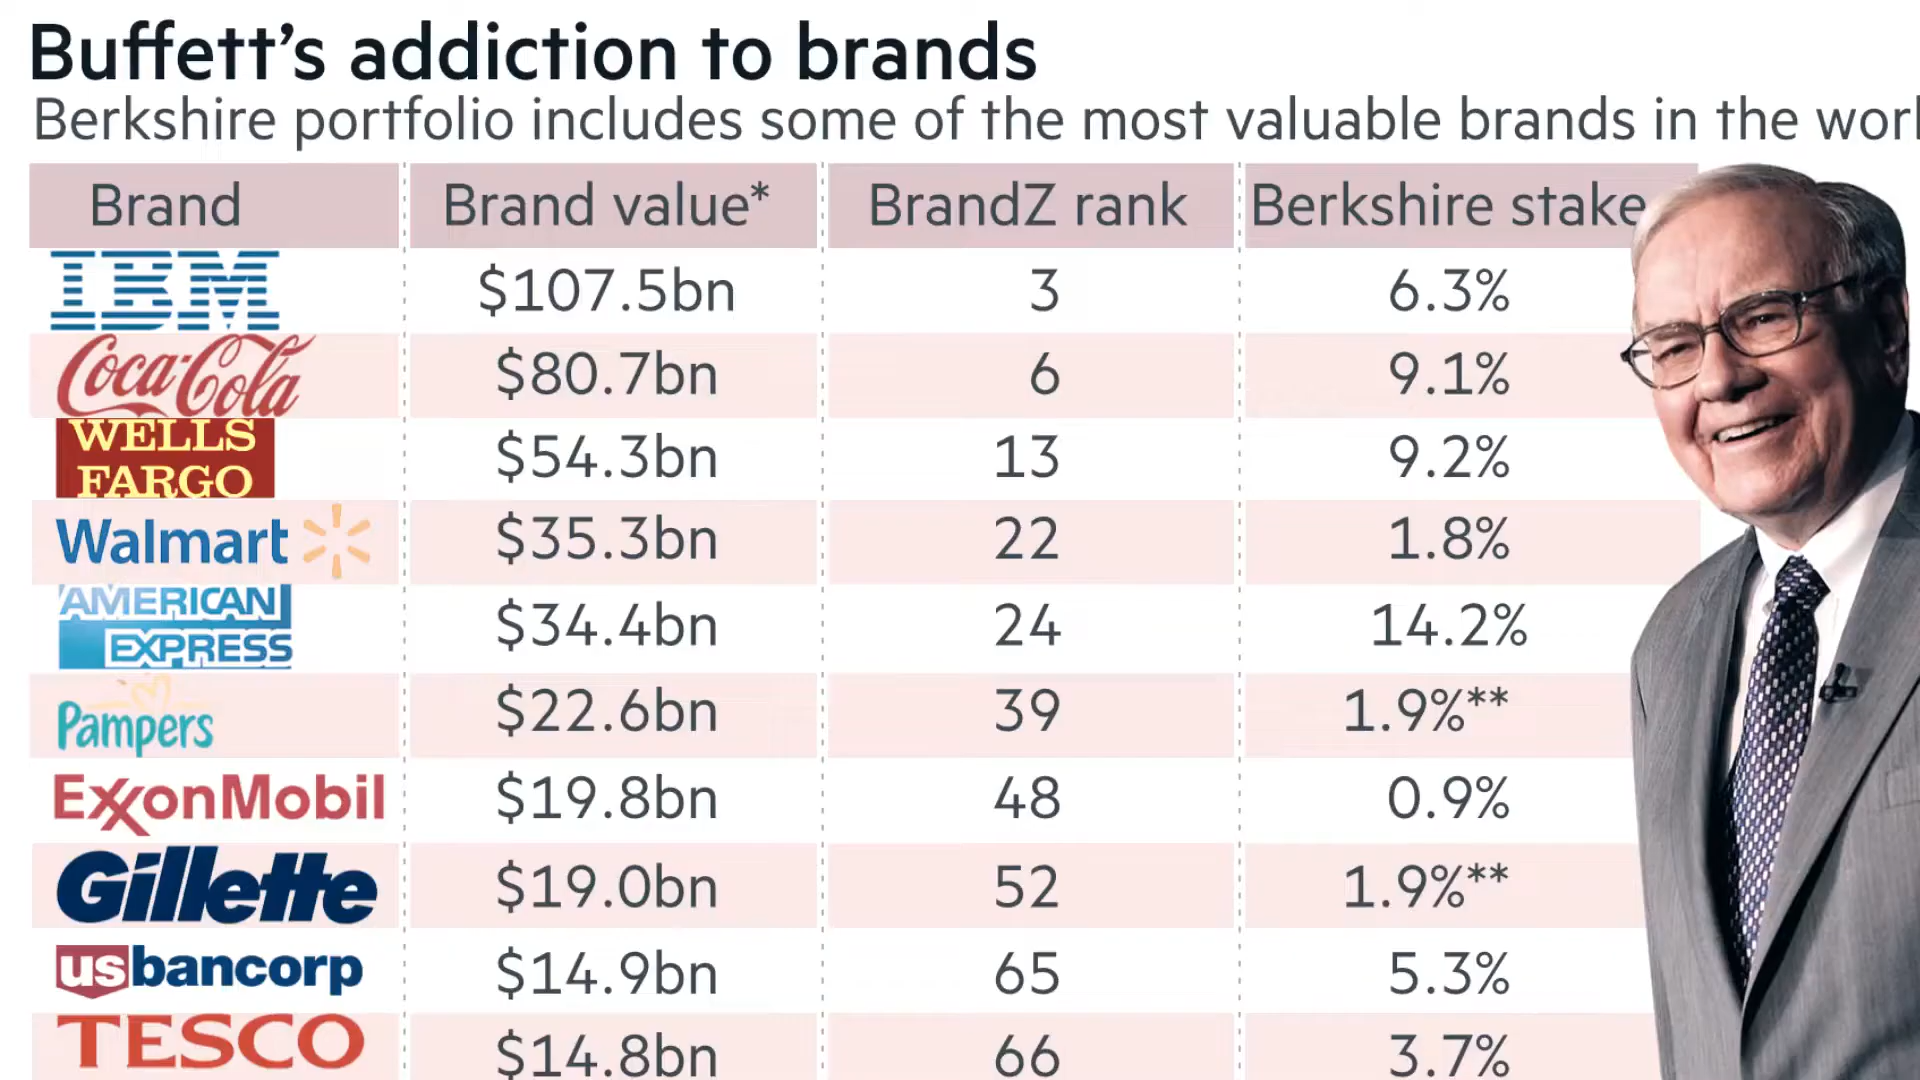 Buffett's addiction to brands
Berkshire portfolio includes some of the most valuable brands in the worl
Brand Brand value* BrandZ rank Berkshire stake
IBM $107.5bn 3 6.3%
Coca-Cola $80.7bn 6 9.1%
WELLS
FARGO $54.3bn 13 9.2%
Walmart $35.3bn 22 1.8%
AMERICAN
EXPRESS $34.4bn 24 14.2%
Pampers $22.6bn 39 1.9%**
ExxonMobil $19.8bn 48 0.9%
Gillette $19.0bn 52 1.9%**
usbancorp $14.9bn 65 5.3%
TESCO $14.8bn 66 3.7%